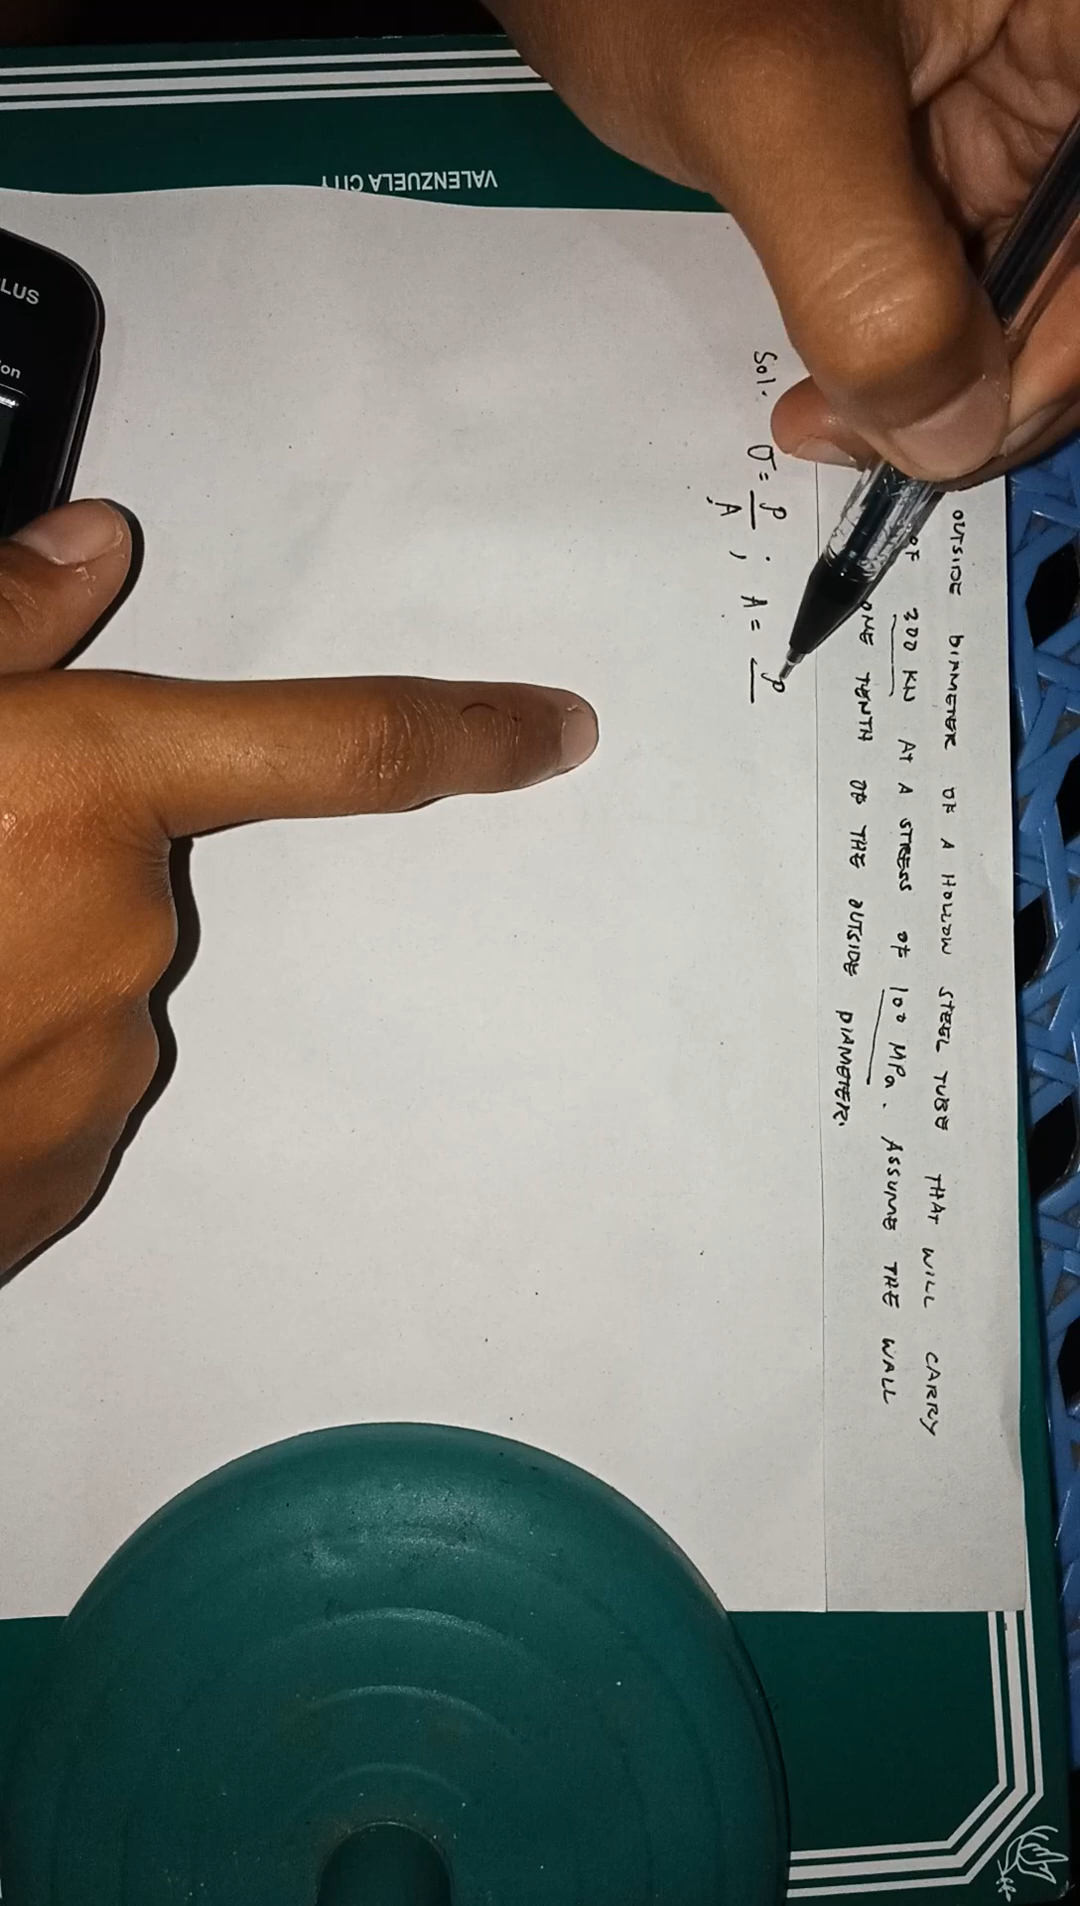 OUTSIDE DIAMETER OF A HOLLOW STEEL TUBE THAT WILL CARRY
OF 300 KN AT A STRESS OF 100 MPa. ASSUME THE WALL
ONE TENTH OF THE OUTSIDE DIAMETER.
Sol. σ = P/A ; A = P
VALENZUELA CITY
LUS
on